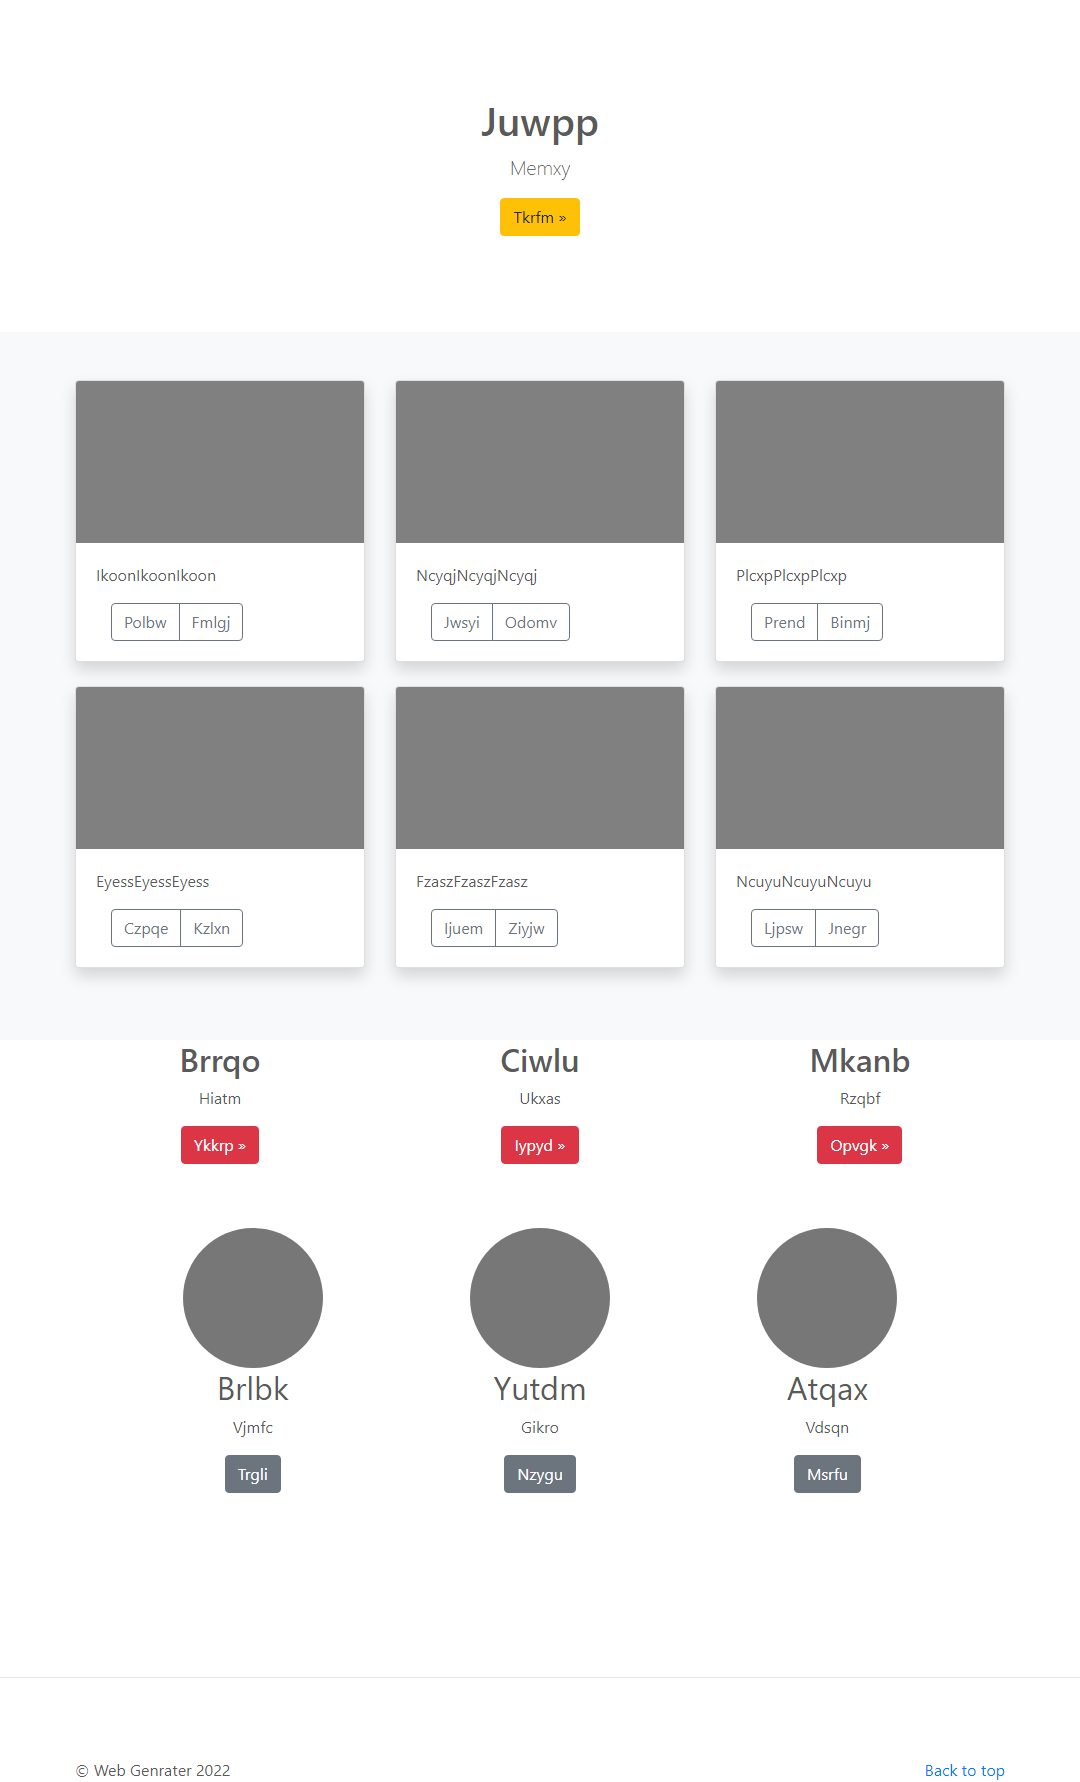 Juwpp
Memxy
Tkrfm »
IkoonIkoonIkoon
Polbw Fmlgj
NcyqjNcyqjNcyqj
Jwsyi Odomv
PlcxpPlcxpPlcxp
Prend Binmj
EyessEyessEyess
Czpqe Kzlxn
FzaszFzaszFzasz
Ijuem Ziyjw
NcuyuNcuyuNcuyu
Ljpsw Jnegr
Brrqo
Hiatm
Ykkrp »
Ciwlu
Ukxas
Iypyd »
Mkanb
Rzqbf
Opvgk »
Brlbk
Vjmfc
Trgli
Yutdm
Gikro
Nzygu
Atqax
Vdsqn
Msrfu
© Web Genrater 2022
Back to top